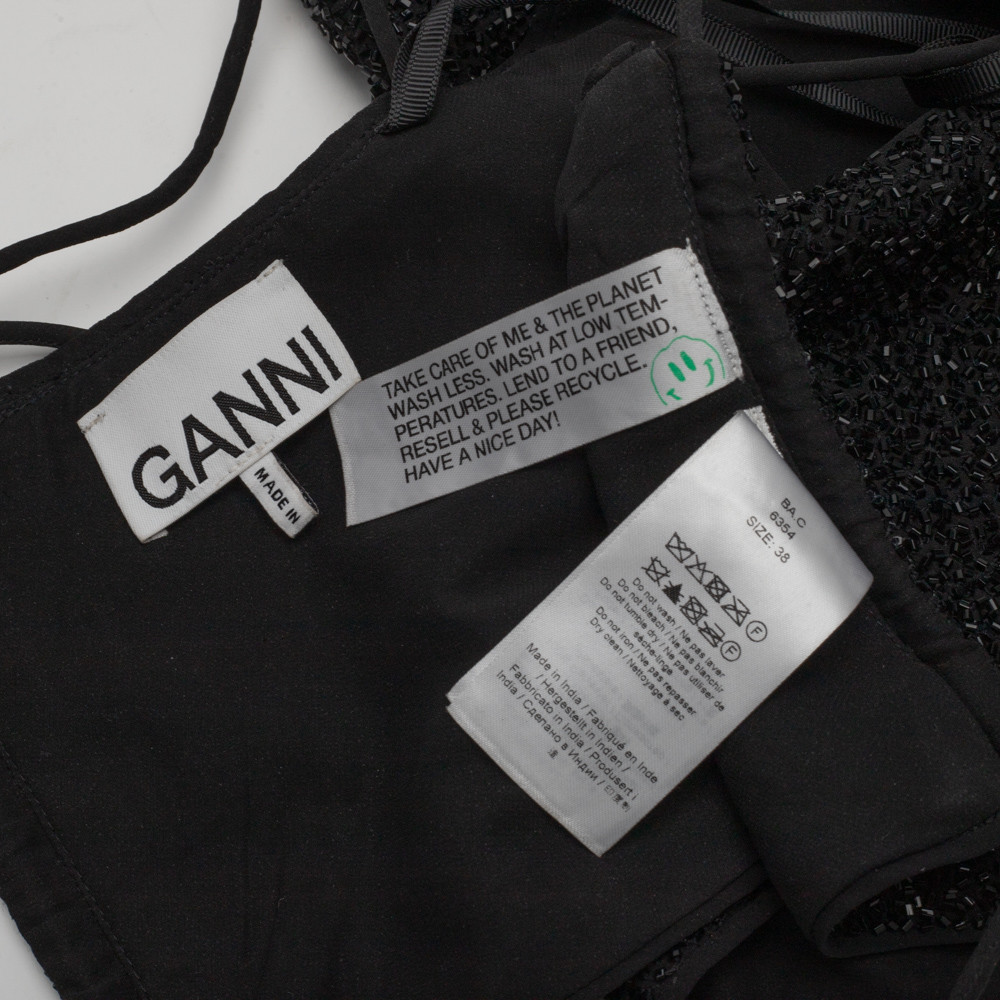 GANNI
MADE IN
TAKE CARE OF ME & THE PLANET
WASH LESS. WASH AT LOW TEM-
PERATURES. LEND TO A FRIEND,
RESELL & PLEASE RECYCLE.
HAVE A NICE DAY!
BA.C
6354
SIZE: 38
F
F
Do not wash / Ne pas laver
Do not bleach / Ne pas blanchir
Do not tumble dry / Ne pas utiliser de
sèche-linge
Do not iron / Ne pas repasser
Dry clean / Nettoyage à sec
Made in India / Fabriqué en Inde
/ Hergestellt in Indien /
Fabbricato in India / Produsert i
India / Сделано в Индии /